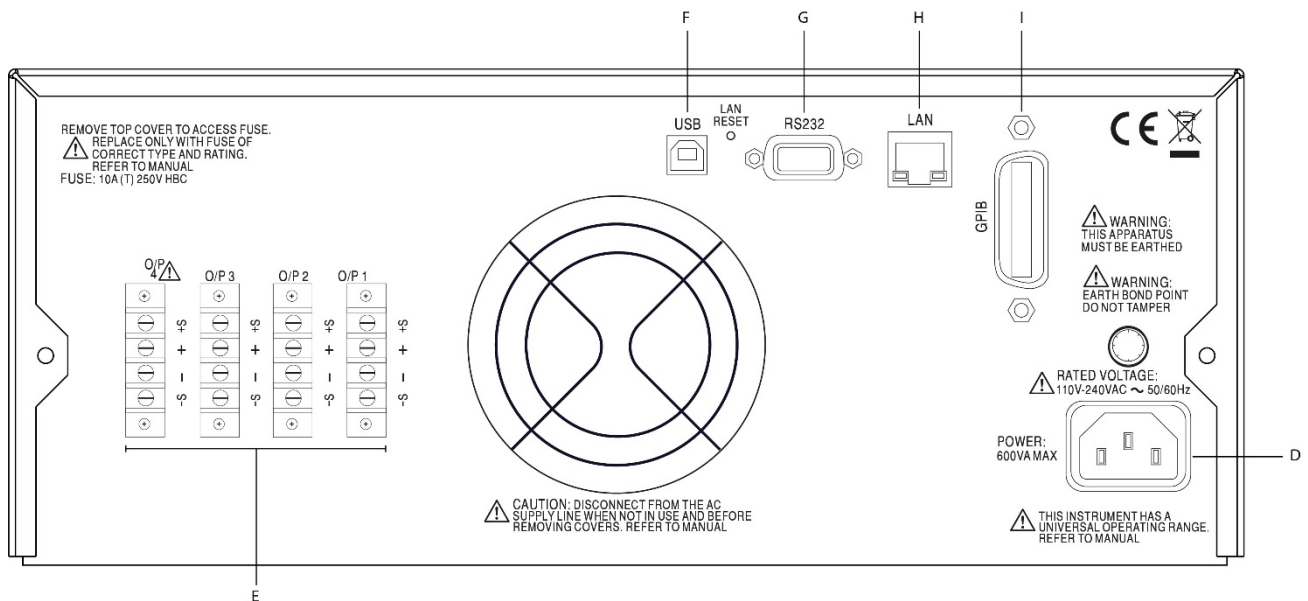 F
G
H
I
REMOVE TOP COVER TO ACCESS FUSE.
REPLACE ONLY WITH FUSE OF
CORRECT TYPE AND RATING.
REFER TO MANUAL
FUSE: 10A (T) 250V HBC
USB
LAN
RESET
RS232
LAN
GPIB
CE
WARNING:
THIS APPARATUS
MUST BE EARTHED
WARNING:
EARTH BOND POINT
DO NOT TAMPER
RATED VOLTAGE:
110V-240VAC ~ 50/60Hz
POWER:
600VA MAX
D
THIS INSTRUMENT HAS A
UNIVERSAL OPERATING RANGE.
REFER TO MANUAL
O/P
4
O/P 3
O/P 2
O/P 1
+S
+
-
-S
+S
+
-
-S
+S
+
-
-S
+S
+
-
-S
E
CAUTION: DISCONNECT FROM THE AC
SUPPLY LINE WHEN NOT IN USE AND BEFORE
REMOVING COVERS. REFER TO MANUAL